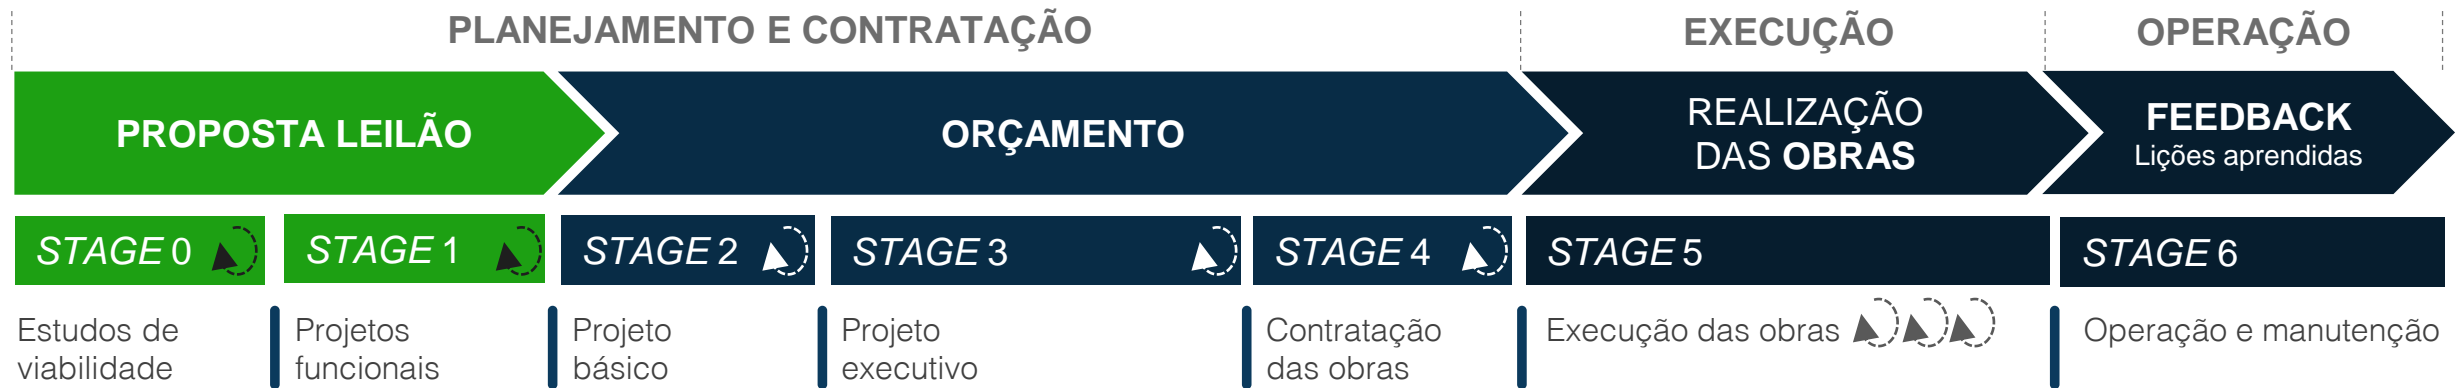 PLANEJAMENTO E CONTRATAÇÃO
EXECUÇÃO
OPERAÇÃO
PROPOSTA LEILÃO
ORÇAMENTO
REALIZAÇÃO
DAS OBRAS
FEEDBACK
Lições aprendidas
STAGE 0
STAGE 1
STAGE 2
STAGE 3
STAGE 4
STAGE 5
STAGE 6
Estudos de
viabilidade
Projetos
funcionais
Projeto
básico
Projeto
executivo
Contratação
das obras
Execução das obras
Operação e manutenção